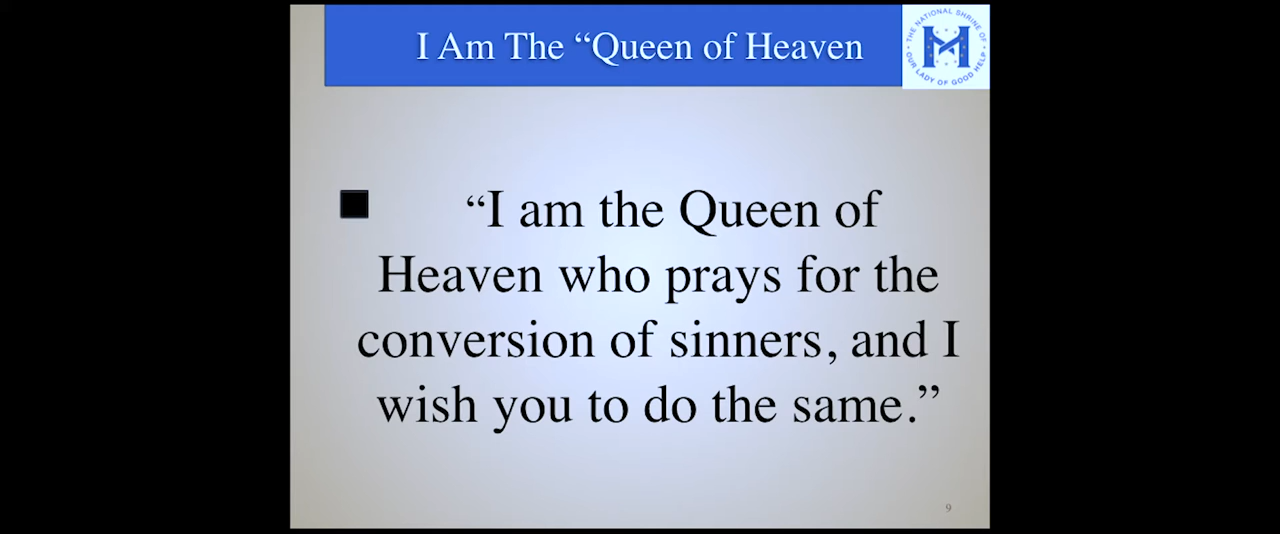 I Am The “Queen of Heaven
THE NATIONAL SHRINE OF
OUR LADY OF GOOD HELP
“I am the Queen of
Heaven who prays for the
conversion of sinners, and I
wish you to do the same.”
9